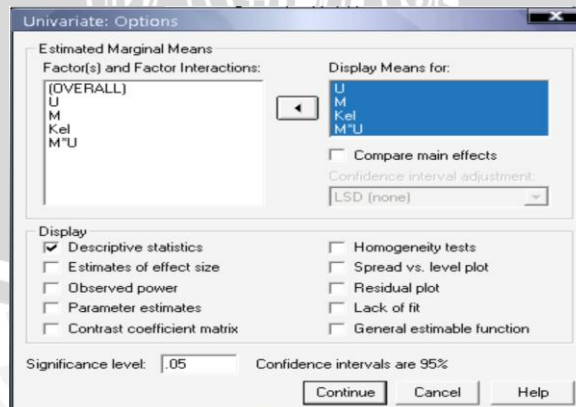 Univariate: Options
Estimated Marginal Means
Factor(s) and Factor Interactions:
(OVERALL)
U
M
Kel
M*U
Display Means for:
U
M
Kel
M*U
Compare main effects
Confidence interval adjustment:
LSD (none)
Display
Descriptive statistics
Estimates of effect size
Observed power
Parameter estimates
Contrast coefficient matrix
Homogeneity tests
Spread vs. level plot
Residual plot
Lack of fit
General estimable function
Significance level: .05 Confidence intervals are 95%
Continue Cancel Help